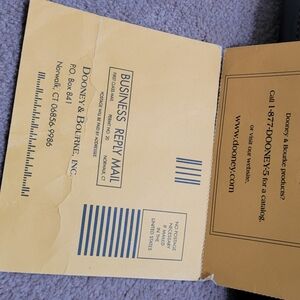 NO POSTAGE
NECESSARY
IF MAILED
IN THE
UNITED STATES
BUSINESS REPLY MAIL
FIRST CLASS MAIL PERMIT NO. 20 NORWALK, CT
POSTAGE WILL BE PAID BY ADDRESSEE
DOONEY & BOURKE, INC.
P.O. Box 841
Norwalk, CT 06856-9986
Dooney & Bourke products?
Call 1-877-DOONEY-5 for a catalog.
or visit our website.
www.dooney.com